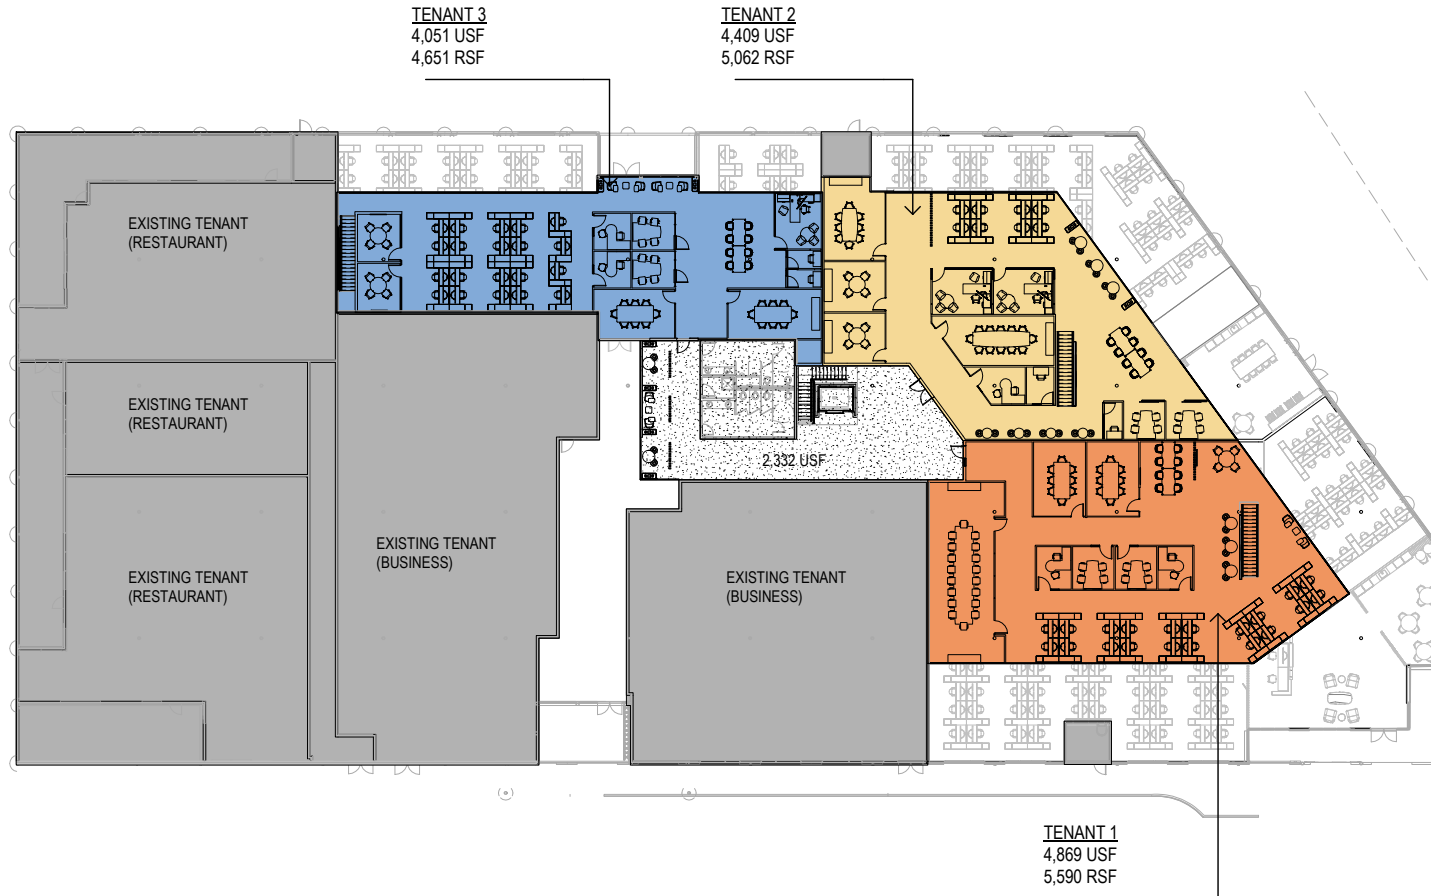 TENANT 3
4,051 USF
4,651 RSF
TENANT 2
4,409 USF
5,062 RSF
EXISTING TENANT
(RESTAURANT)
EXISTING TENANT
(RESTAURANT)
2,332 USF
EXISTING TENANT
(BUSINESS)
EXISTING TENANT
(RESTAURANT)
EXISTING TENANT
(BUSINESS)
TENANT 1
4,869 USF
5,590 RSF